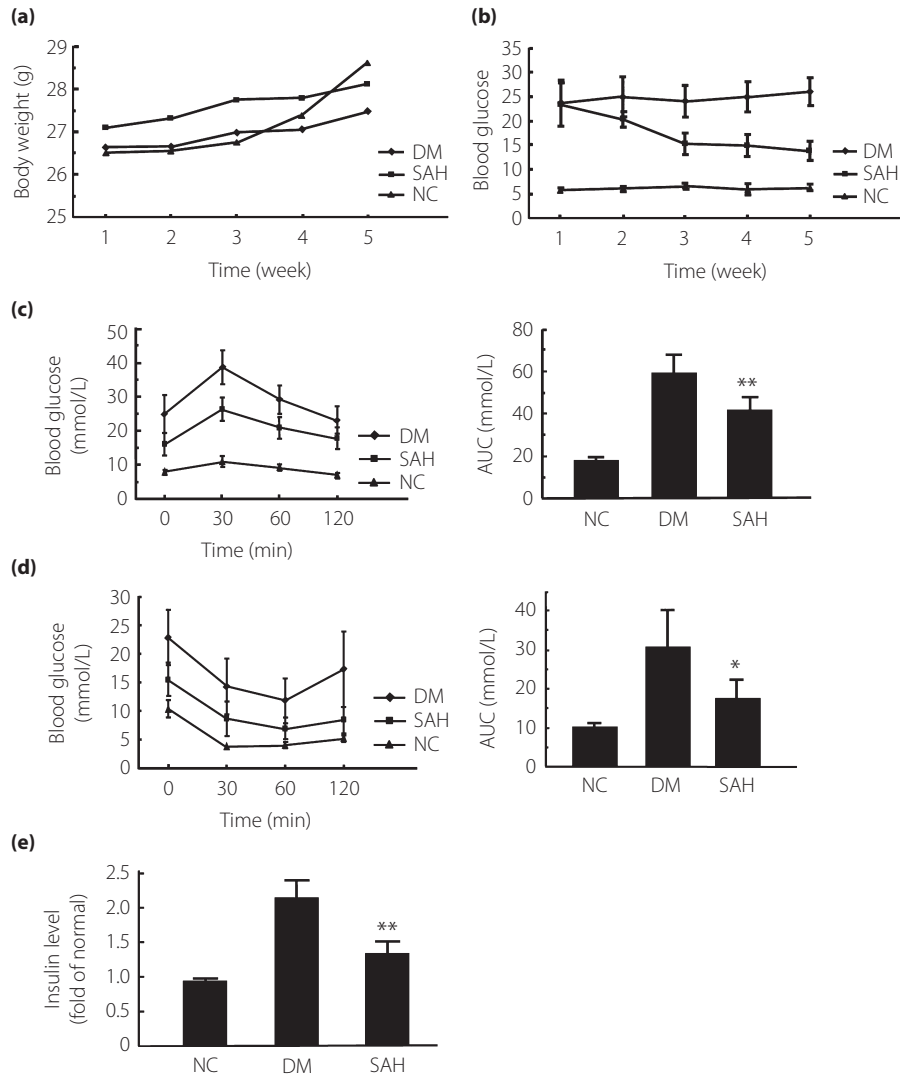 (a)
29
28
27
26
25
Body weight (g)
DM
SAH
NC
1 2 3 4 5
Time (week)
(b)
35
30
25
20
15
10
5
0
Blood glucose
DM
SAH
NC
1 2 3 4 5
Time (week)
(c)
50
40
30
20
10
0
Blood glucose
(mmol/L)
DM
SAH
NC
0 30 60 120
Time (min)
80
60
40
20
0
AUC (mmol/L)
**
NC DM SAH
(d)
30
25
20
15
10
5
0
Blood glucose
(mmol/L)
DM
SAH
NC
0 30 60 120
Time (min)
40
30
20
10
0
AUC (mmol/L)
*
NC DM SAH
(e)
2.5
2.0
1.5
1.0
0.5
0
Insulin level
(fold of normal)
**
NC DM SAH